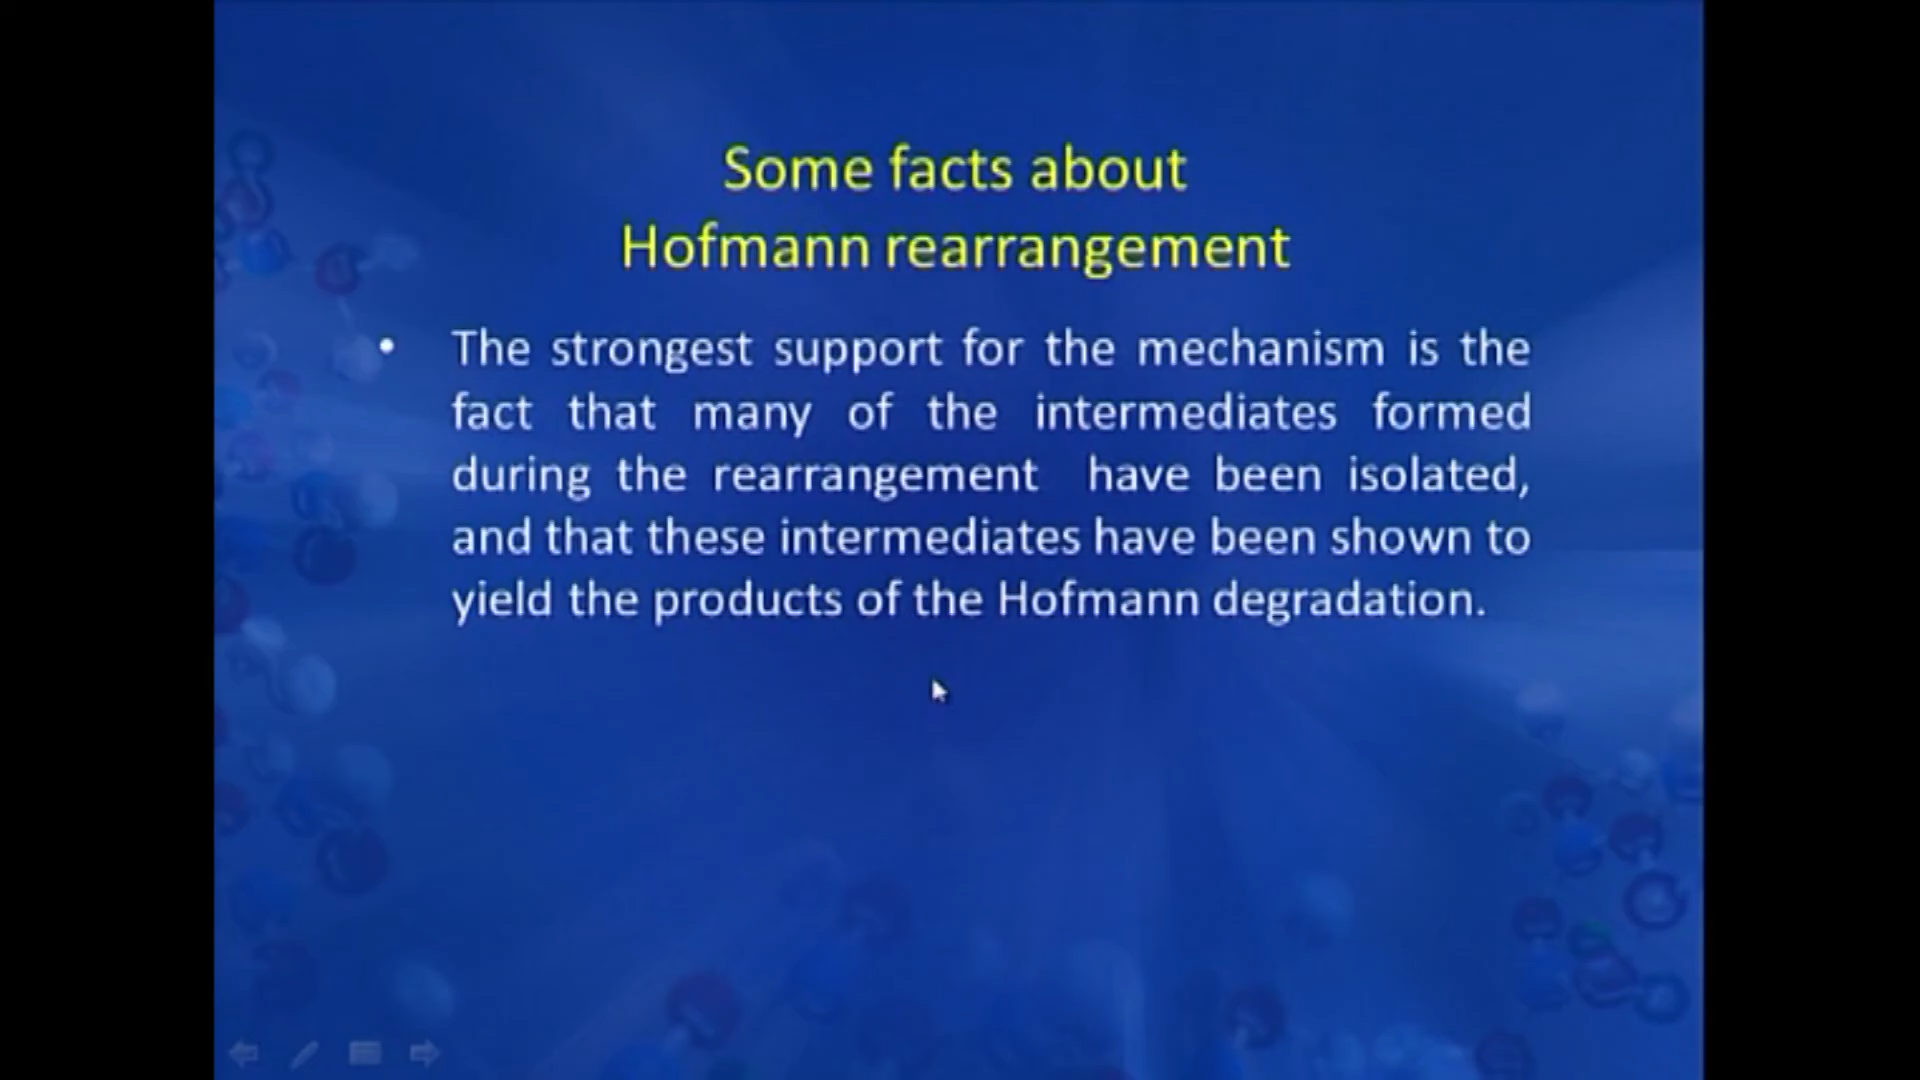 Some facts about
Hofmann rearrangement
• The strongest support for the mechanism is the
fact that many of the intermediates formed
during the rearrangement have been isolated,
and that these intermediates have been shown to
yield the products of the Hofmann degradation.